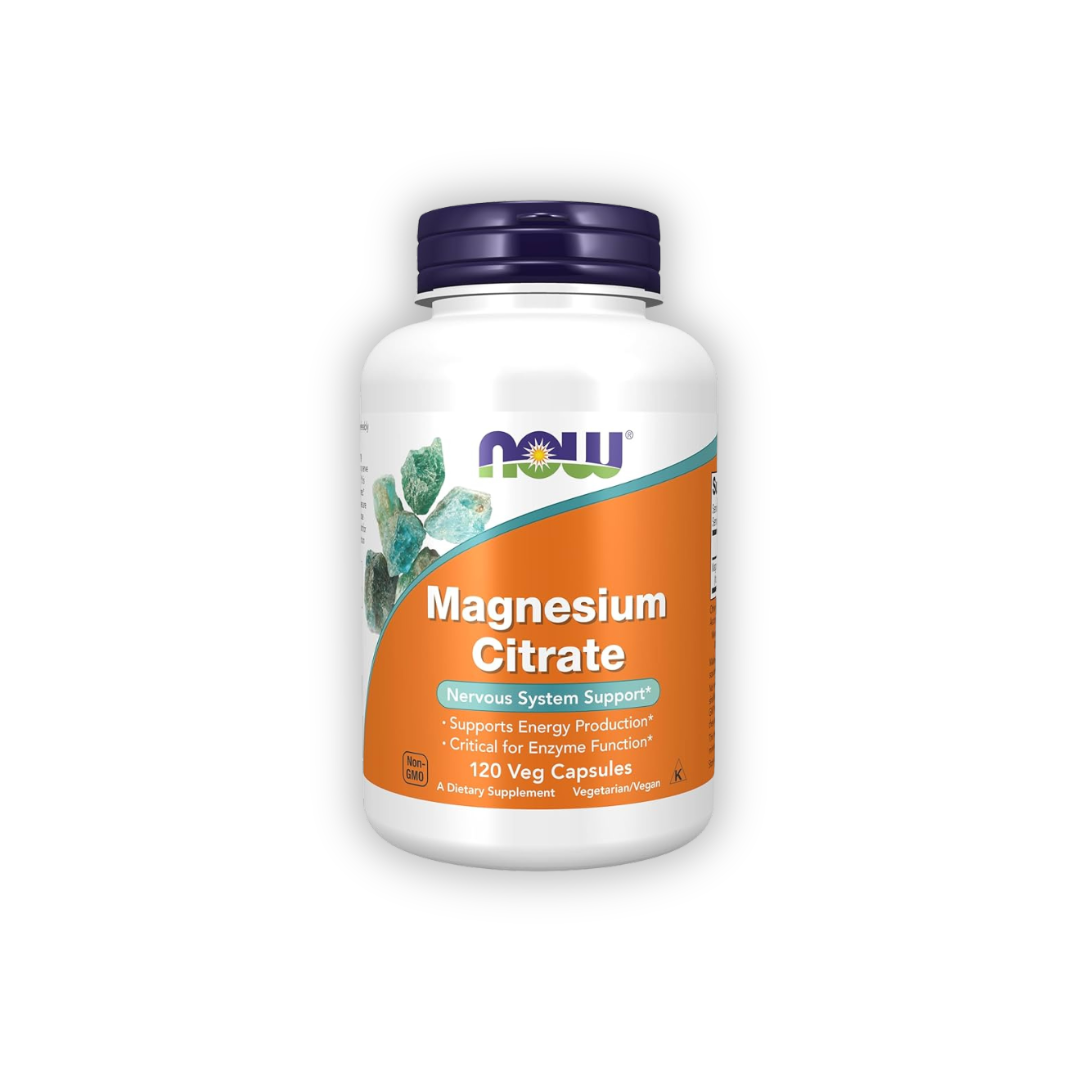 now®
Magnesium
Citrate
Nervous System Support*
• Supports Energy Production*
• Critical for Enzyme Function*
120 Veg Capsules
Non-
GMO
A Dietary Supplement Vegetarian/Vegan
K